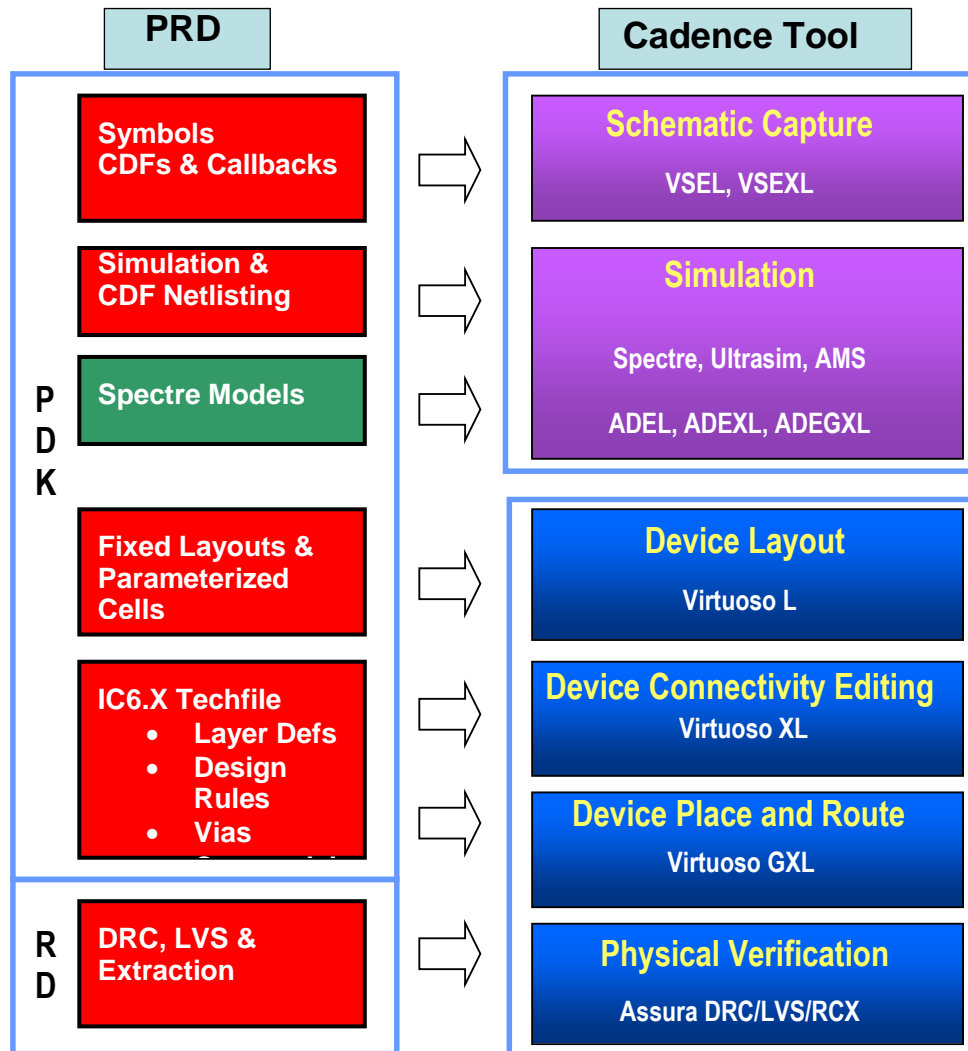 PRD
Cadence Tool
Symbols
CDFs & Callbacks
Schematic Capture
VSEL, VSEXL
Simulation &
CDF Netlisting
Simulation
Spectre, Ultrasim, AMS
ADEL, ADEXL, ADEGXL
Spectre Models
P
D
K
Fixed Layouts &
Parameterized
Cells
Device Layout
Virtuoso L
IC6.X Techfile
• Layer Defs
• Design
Rules
• Vias
Device Connectivity Editing
Virtuoso XL
Device Place and Route
Virtuoso GXL
R
D
DRC, LVS &
Extraction
Physical Verification
Assura DRC/LVS/RCX